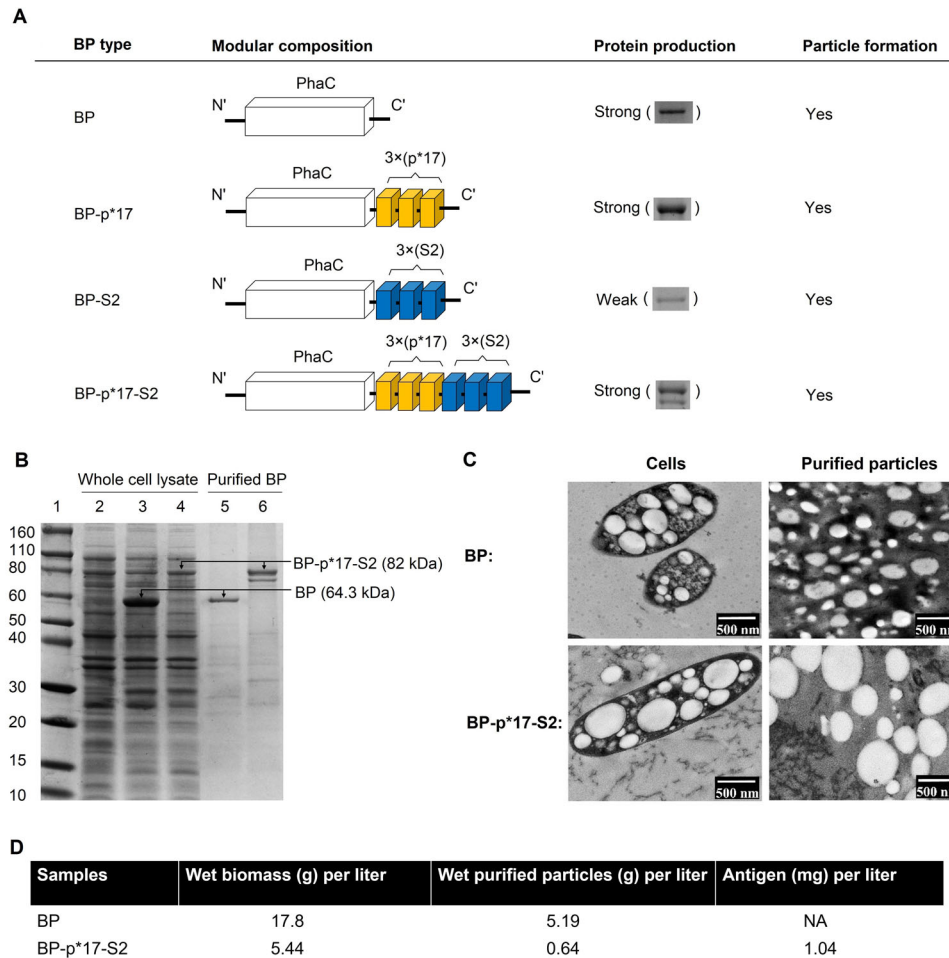 A
BP type Modular composition Protein production Particle formation
PhaC
N' C'
BP Strong ( ) Yes
3×(p*17)
PhaC
N' C'
BP-p*17 Strong ( ) Yes
3×(S2)
PhaC
N' C'
BP-S2 Weak ( ) Yes
3×(p*17) 3×(S2)
PhaC
N' C'
BP-p*17-S2 Strong ( ) Yes
B
Whole cell lysate Purified BP
1 2 3 4 5 6
160
110
80
60
50
40
30
20
15
10
BP-p*17-S2 (82 kDa)
BP (64.3 kDa)
C
Cells Purified particles
BP:
500 nm 500 nm
BP-p*17-S2:
500 nm 500 nm
D
Samples Wet biomass (g) per liter Wet purified particles (g) per liter Antigen (mg) per liter
BP 17.8 5.19 NA
BP-p*17-S2 5.44 0.64 1.04